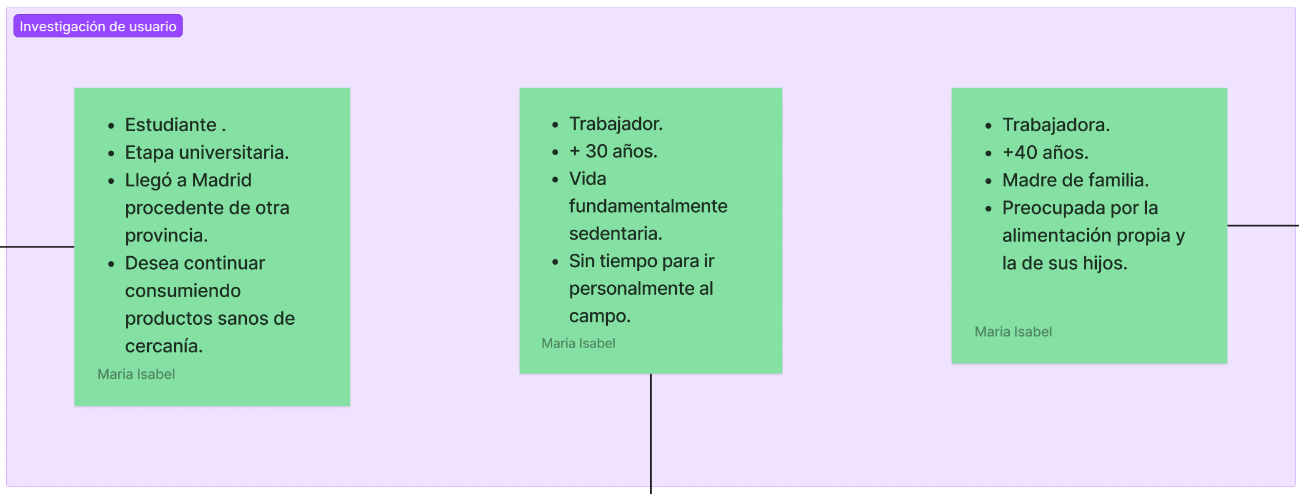 Investigación de usuario
• Estudiante .
• Etapa universitaria.
• Llegó a Madrid
procedente de otra
provincia.
• Desea continuar
consumiendo
productos sanos de
cercanía.
Maria Isabel
• Trabajador.
• + 30 años.
• Vida
fundamentalmente
sedentaria.
• Sin tiempo para ir
personalmente al
campo.
Maria Isabel
• Trabajadora.
• +40 años.
• Madre de familia.
• Preocupada por la
alimentación propia y
la de sus hijos.
Maria Isabel